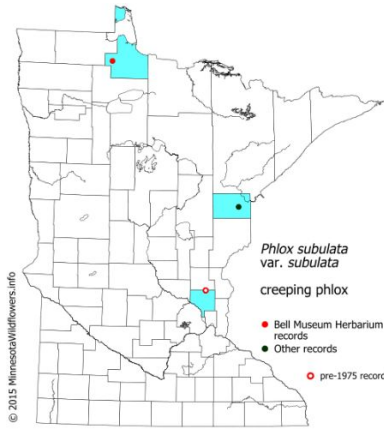 Phlox subulata
var. subulata
creeping phlox
Bell Museum Herbarium
records
Other records
pre-1975 record
© 2015 MinnesotaWildflowers.info